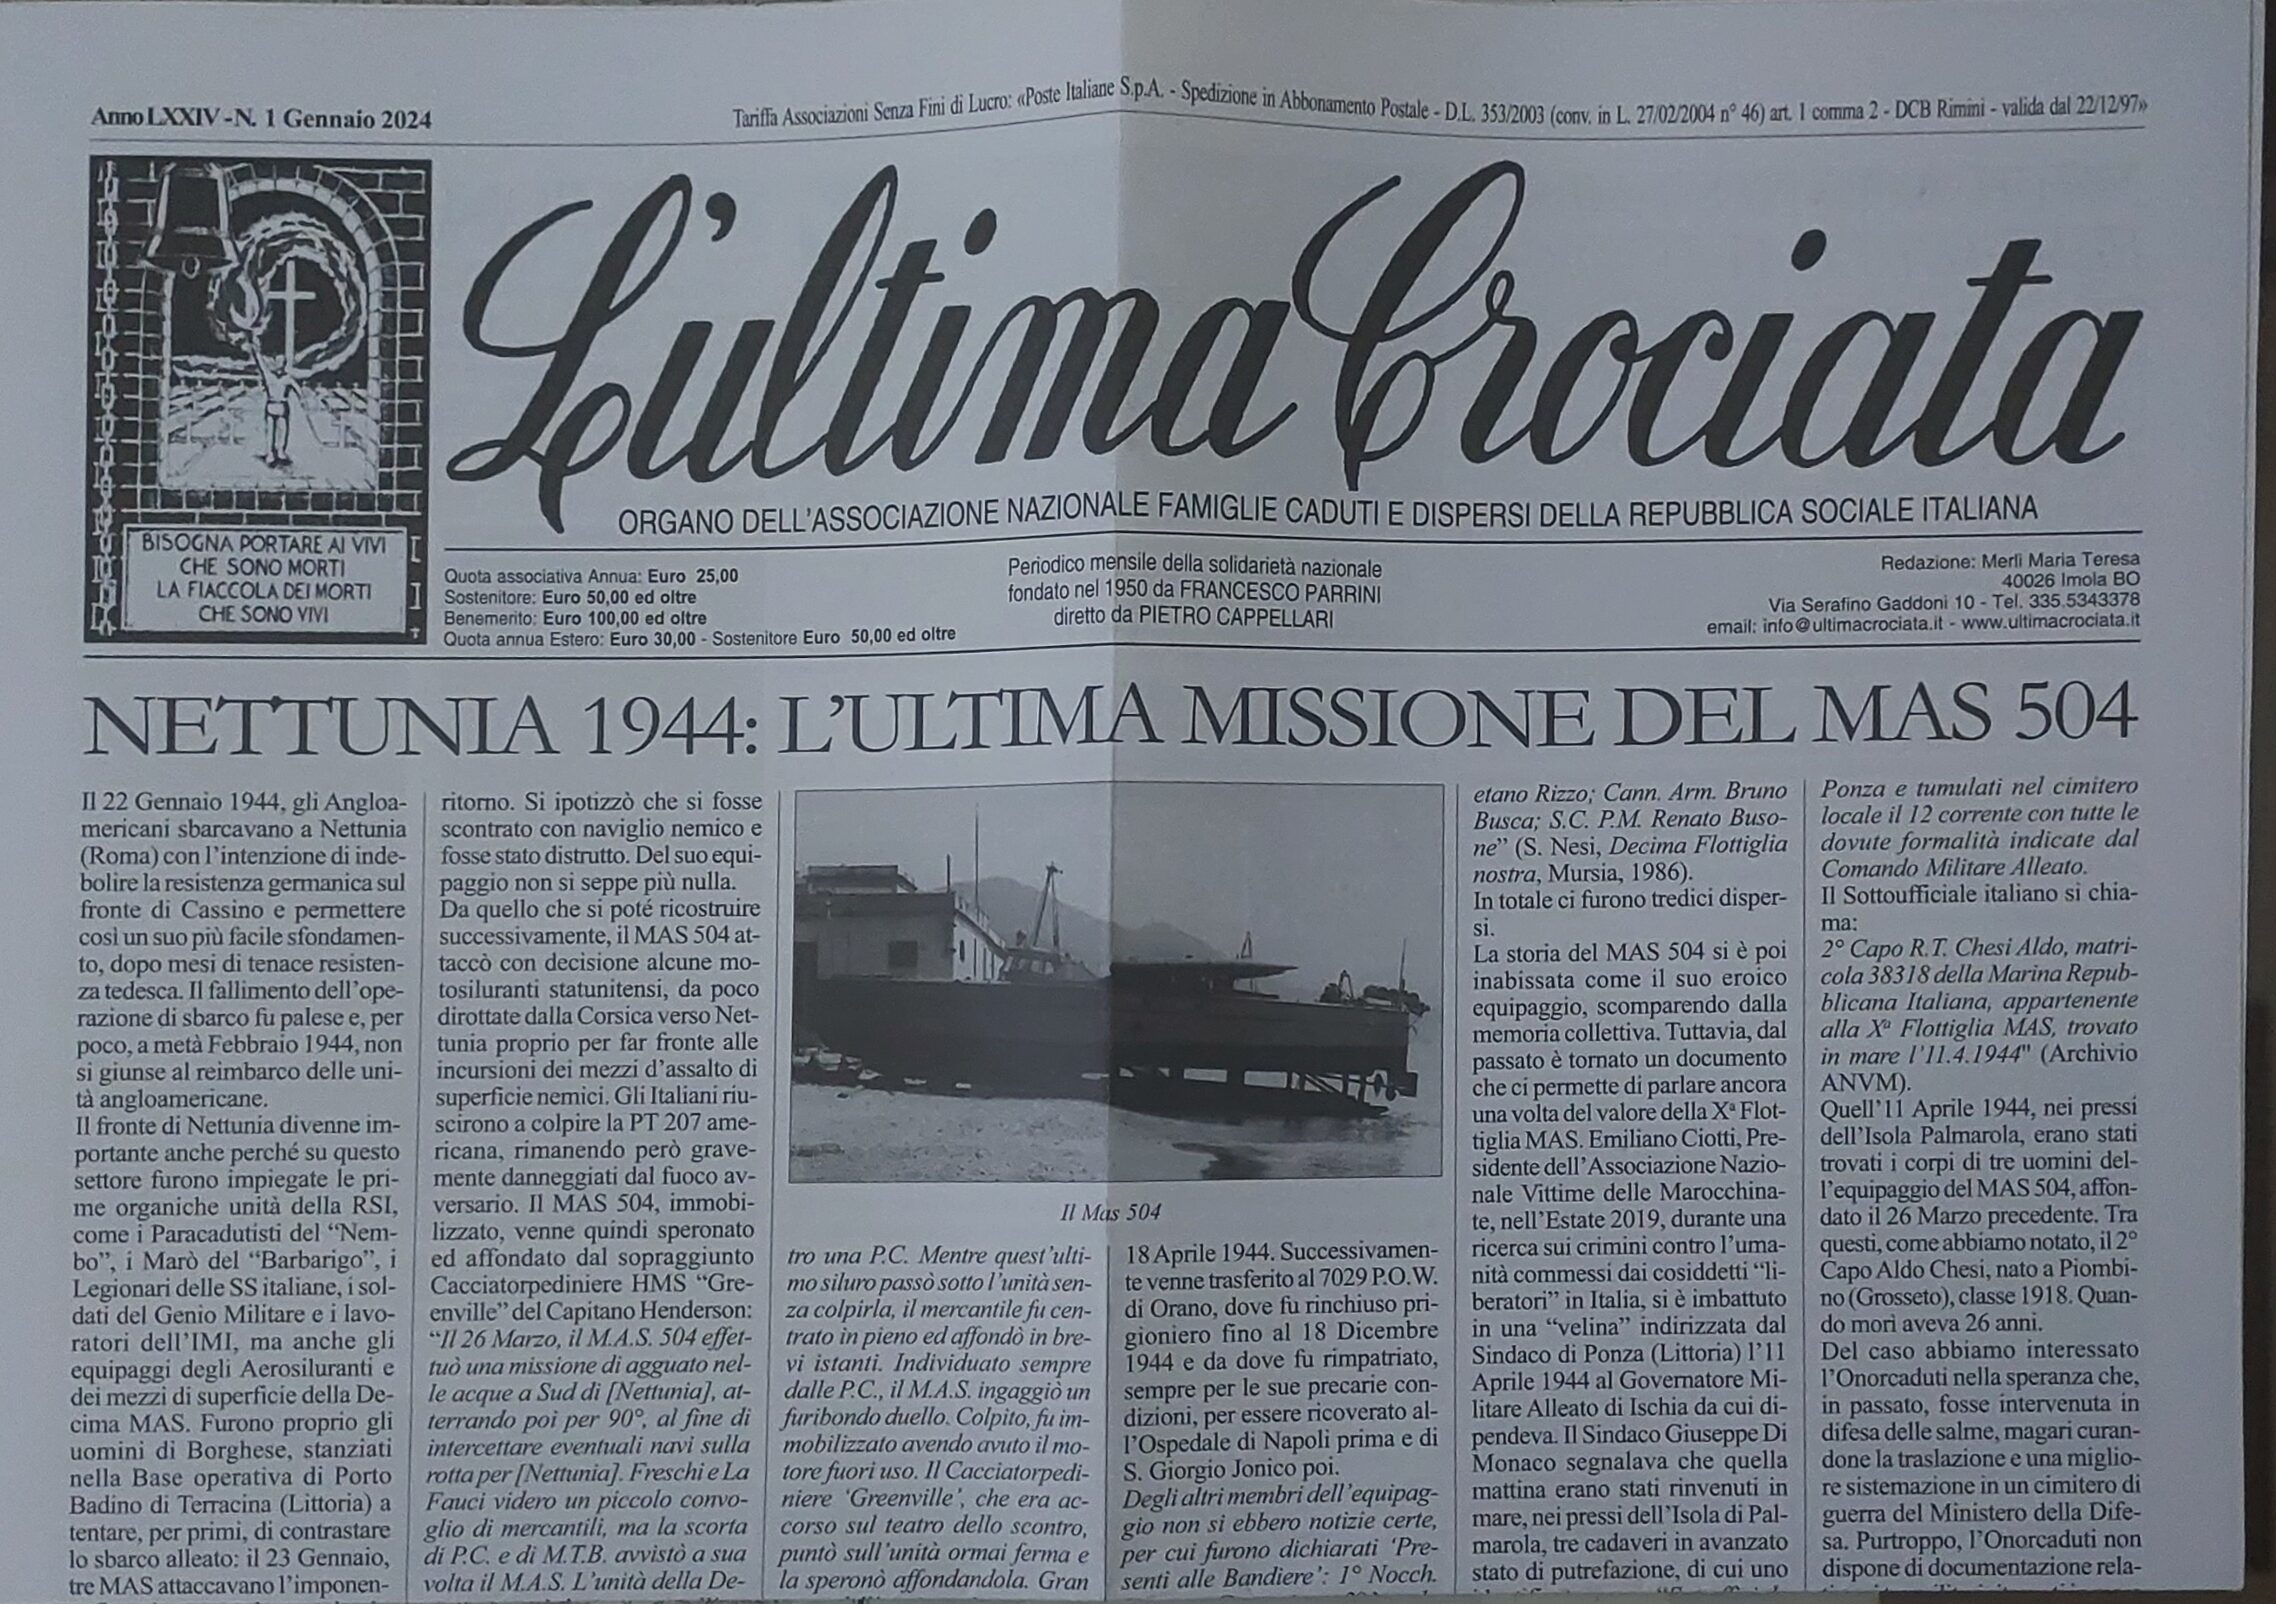 Anno LXXIV - N. 1 Gennaio 2024
Tariffa Associazioni Senza Fini di Lucro: «Poste Italiane S.p.A. - Spedizione in Abbonamento Postale - D.L. 353/2003 (conv. in L. 27/02/2004 n° 46) art. 1 comma 2 - DCB Rimini - valida dal 22/12/97»
BISOGNA PORTARE AI VIVI
CHE SONO MORTI
LA FIACCOLA DEI MORTI
CHE SONO VIVI
L'ultima Crociata
ORGANO DELL'ASSOCIAZIONE NAZIONALE FAMIGLIE CADUTI E DISPERSI DELLA REPUBBLICA SOCIALE ITALIANA
Quota associativa Annua: Euro 25,00
Sostenitore: Euro 50,00 ed oltre
Benemerito: Euro 100,00 ed oltre
Quota annua Estero: Euro 30,00 - Sostenitore Euro 50,00 ed oltre
Periodico mensile della solidarietà nazionale
fondato nel 1950 da FRANCESCO PARRINI
diretto da PIETRO CAPPELLARI
Redazione: Merli Maria Teresa
40026 Imola BO
Via Serafino Gaddoni 10 - Tel. 335.5343378
email: info@ultimacrociata.it - www.ultimacrociata.it
NETTUNIA 1944: L'ULTIMA MISSIONE DEL MAS 504
Il 22 Gennaio 1944, gli Angloa-
mericani sbarcavano a Nettunia
(Roma) con l'intenzione di inde-
bolire la resistenza germanica sul
fronte di Cassino e permettere
così un suo più facile sfondamen-
to, dopo mesi di tenace resisten-
za tedesca. Il fallimento dell'ope-
razione di sbarco fu palese e, per
poco, a metà Febbraio 1944, non
si giunse al reimbarco delle uni-
tà angloamericane.
Il fronte di Nettunia divenne im-
portante anche perché su questo
settore furono impiegate le pri-
me organiche unità della RSI,
come i Paracadutisti del "Nem-
bo", i Marò del "Barbarigo", i
Legionari delle SS italiane, i sol-
dati del Genio Militare e i lavo-
ratori dell'IMI, ma anche gli
equipaggi degli Aerosiluranti e
dei mezzi di superficie della De-
cima MAS. Furono proprio gli
uomini di Borghese, stanziati
nella Base operativa di Porto
Badino di Terracina (Littoria) a
tentare, per primi, di contrastare
lo sbarco alleato: il 23 Gennaio,
tre MAS attaccavano l'imponen-
ritorno. Si ipotizzò che si fosse
scontrato con naviglio nemico e
fosse stato distrutto. Del suo equi-
paggio non si seppe più nulla.
Da quello che si poté ricostruire
successivamente, il MAS 504 at-
taccò con decisione alcune mo-
tosiluranti statunitensi, da poco
dirottate dalla Corsica verso Net-
tunia proprio per far fronte alle
incursioni dei mezzi d'assalto di
superficie nemici. Gli Italiani riu-
scirono a colpire la PT 207 ame-
ricana, rimanendo però grave-
mente danneggiati dal fuoco av-
versario. Il MAS 504, immobi-
lizzato, venne quindi speronato
ed affondato dal sopraggiunto
Cacciatorpediniere HMS "Gre-
enville" del Capitano Henderson:
"Il 26 Marzo, il M.A.S. 504 effet-
tuò una missione di agguato nel-
le acque a Sud di [Nettunia], at-
terrando poi per 90°, al fine di
intercettare eventuali navi sulla
rotta per [Nettunia]. Freschi e La
Fauci videro un piccolo convo-
glio di mercantili, ma la scorta
di P.C. e di M.T.B. avvistò a sua
volta il M.A.S. L'unità della De-
Il Mas 504
tro una P.C. Mentre quest'ulti-
mo siluro passò sotto l'unità sen-
za colpirla, il mercantile fu cen-
trato in pieno ed affondò in bre-
vi istanti. Individuato sempre
dalle P.C., il M.A.S. ingaggiò un
furibondo duello. Colpito, fu im-
mobilizzato avendo avuto il mo-
tore fuori uso. Il Cacciatorpedi-
niere 'Greenville', che era ac-
corso sul teatro dello scontro,
puntò sull'unità ormai ferma e
la speronò affondandola. Gran
18 Aprile 1944. Successivamen-
te venne trasferito al 7029 P.O.W.
di Orano, dove fu rinchiuso pri-
gioniero fino al 18 Dicembre
1944 e da dove fu rimpatriato,
sempre per le sue precarie con-
dizioni, per essere ricoverato al-
l'Ospedale di Napoli prima e di
S. Giorgio Jonico poi.
Degli altri membri dell'equipag-
gio non si ebbero notizie certe,
per cui furono dichiarati 'Pre-
senti alle Bandiere': 1° Nocch.
etano Rizzo; Cann. Arm. Bruno
Busca; S.C. P.M. Renato Buso-
ne" (S. Nesi, Decima Flottiglia
nostra, Mursia, 1986).
In totale ci furono tredici disper-
si.
La storia del MAS 504 si è poi
inabissata come il suo eroico
equipaggio, scomparendo dalla
memoria collettiva. Tuttavia, dal
passato è tornato un documento
che ci permette di parlare ancora
una volta del valore della Xª Flot-
tiglia MAS. Emiliano Ciotti, Pre-
sidente dell'Associazione Nazio-
nale Vittime delle Marocchina-
te, nell'Estate 2019, durante una
ricerca sui crimini contro l'uma-
nità commessi dai cosiddetti "li-
beratori" in Italia, si è imbattuto
in una "velina" indirizzata dal
Sindaco di Ponza (Littoria) l'11
Aprile 1944 al Governatore Mi-
litare Alleato di Ischia da cui di-
pendeva. Il Sindaco Giuseppe Di
Monaco segnalava che quella
mattina erano stati rinvenuti in
mare, nei pressi dell'Isola di Pal-
marola, tre cadaveri in avanzato
stato di putrefazione, di cui uno
Ponza e tumulati nel cimitero
locale il 12 corrente con tutte le
dovute formalità indicate dal
Comando Militare Alleato.
Il Sottoufficiale italiano si chia-
ma:
2° Capo R.T. Chesi Aldo, matri-
cola 38318 della Marina Repub-
blicana Italiana, appartenente
alla Xª Flottiglia MAS, trovato
in mare l'11.4.1944" (Archivio
ANVM).
Quell'11 Aprile 1944, nei pressi
dell'Isola Palmarola, erano stati
trovati i corpi di tre uomini del-
l'equipaggio del MAS 504, affon-
dato il 26 Marzo precedente. Tra
questi, come abbiamo notato, il 2°
Capo Aldo Chesi, nato a Piombi-
no (Grosseto), classe 1918. Quan-
do morì aveva 26 anni.
Del caso abbiamo interessato
l'Onorcaduti nella speranza che,
in passato, fosse intervenuta in
difesa delle salme, magari curan-
done la traslazione e una miglio-
re sistemazione in un cimitero di
guerra del Ministero della Dife-
sa. Purtroppo, l'Onorcaduti non
dispone di documentazione rela-